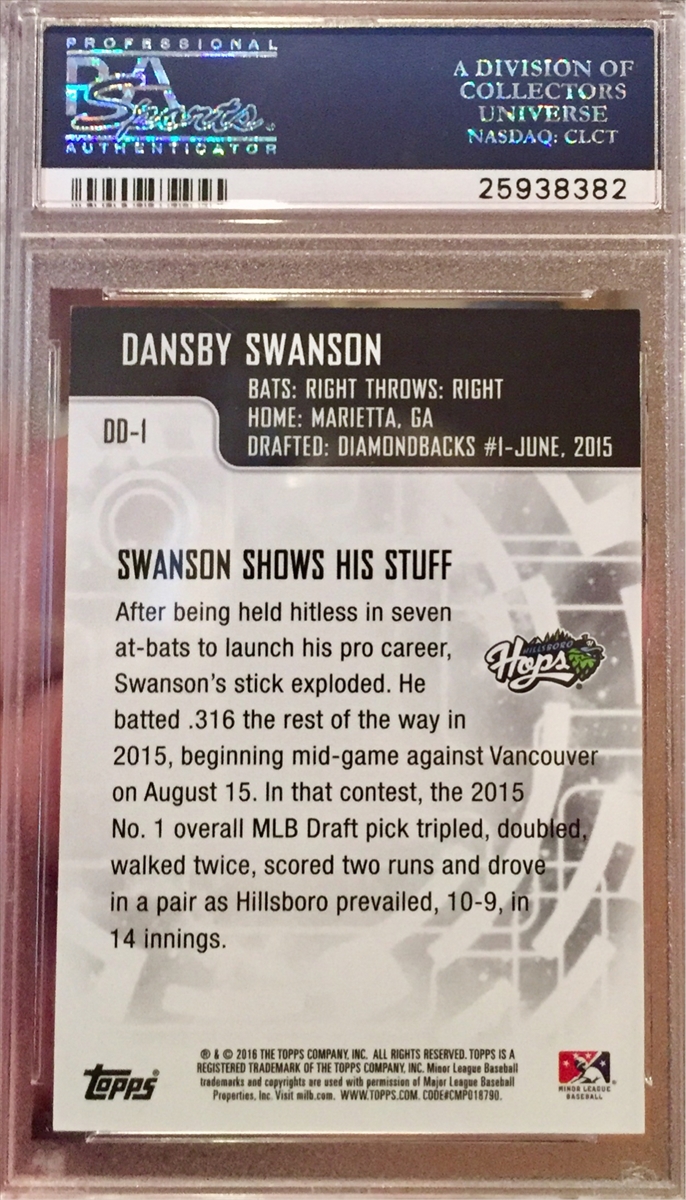 PROFESSIONAL
PSA
Sports
AUTHENTICATOR
A DIVISION OF
COLLECTORS
UNIVERSE
NASDAQ: CLCT
25938382
DANSBY SWANSON
BATS: RIGHT THROWS: RIGHT
HOME: MARIETTA, GA
DRAFTED: DIAMONDBACKS #1-JUNE, 2015
DD-1
SWANSON SHOWS HIS STUFF
After being held hitless in seven
at-bats to launch his pro career,
Swanson's stick exploded. He
batted .316 the rest of the way in
2015, beginning mid-game against Vancouver
on August 15. In that contest, the 2015
No. 1 overall MLB Draft pick tripled, doubled,
walked twice, scored two runs and drove
in a pair as Hillsboro prevailed, 10-9, in
14 innings.
HILLSBORO
Hops
® & © 2016 THE TOPPS COMPANY, INC. ALL RIGHTS RESERVED. TOPPS IS A
REGISTERED TRADEMARK OF THE TOPPS COMPANY, INC. Minor League Baseball
trademarks and copyrights are used with permission of Major League Baseball
Properties, Inc. Visit milb.com. WWW.TOPPS.COM. CODE#CMP018790.
topps
MINOR LEAGUE
BASEBALL